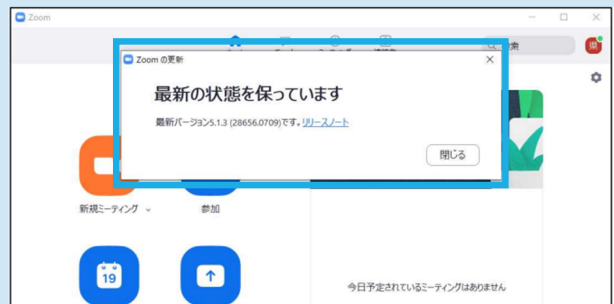 Zoom
検索
県
Zoom の更新
最新の状態を保っています
最新バージョン5.1.3 (28656.0709)です。リリースノート
閉じる
新規ミーティング
参加
19
今日予定されているミーティングはありません